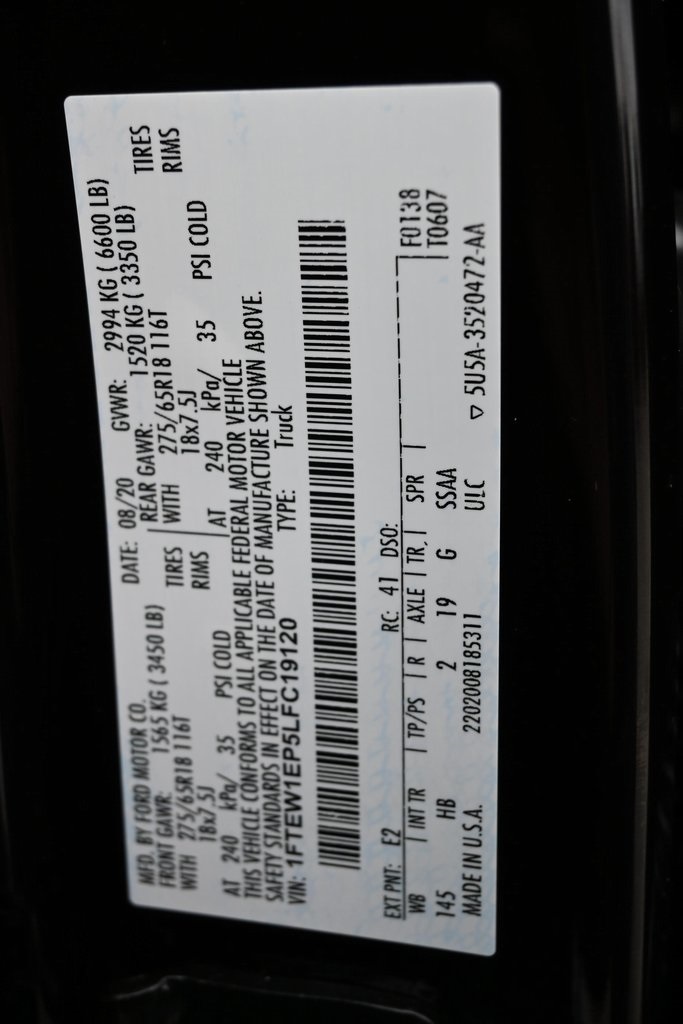 MFD. BY FORD MOTOR CO.
DATE: 08/20 GVWR: 2994 KG ( 6600 LB)
FRONT GAWR: 1565 KG ( 3450 LB)
REAR GAWR: 1520 KG ( 3350 LB)
WITH 275/65R18 116T TIRES
WITH 275/65R18 116T TIRES
18x7.5J RIMS
18x7.5J RIMS
AT 240 kPa/ 35 PSI COLD
AT 240 kPa/ 35 PSI COLD
THIS VEHICLE CONFORMS TO ALL APPLICABLE FEDERAL MOTOR VEHICLE
SAFETY STANDARDS IN EFFECT ON THE DATE OF MANUFACTURE SHOWN ABOVE.
VIN: 1FTEW1EP5LFC19120 TYPE: Truck
EXT PNT: E2 RC: 41 DSO:
F0138
WB INT TR TP/PS R AXLE TR. SPR
T0607
145 HB 2 19 G SSAA
MADE IN U.S.A. 2202008185311 ULC ▽ 5U5A-3520472-AA